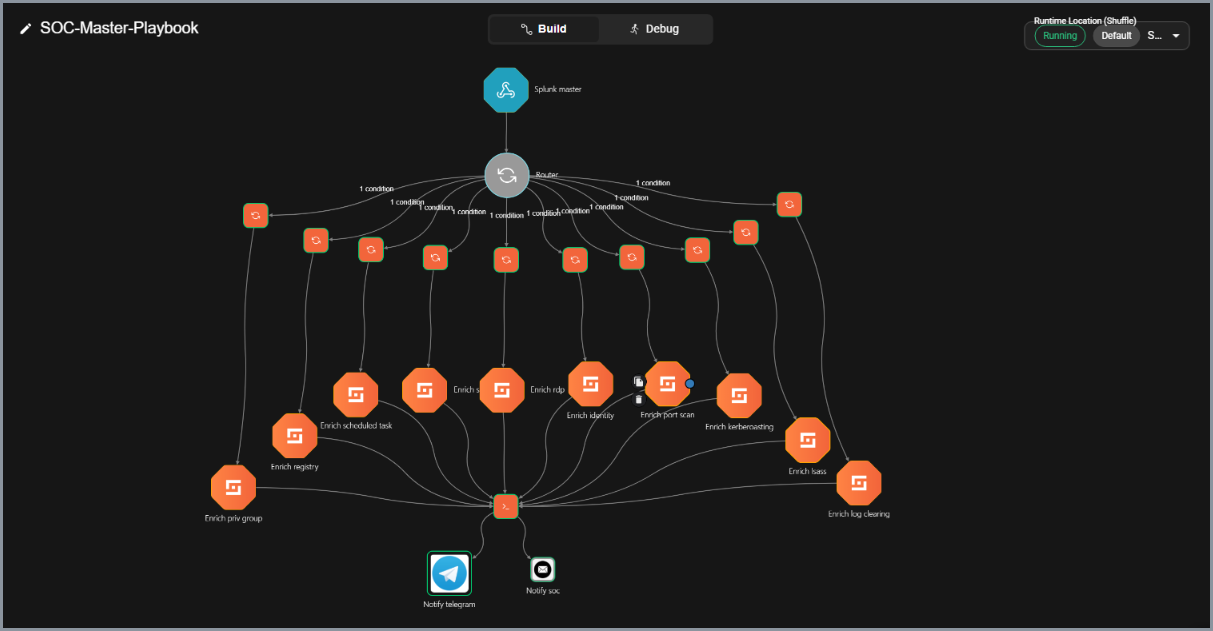 SOC-Master-Playbook
Build
Debug
Runtime Location (Shuffle)
Running
Default
S...
Splunk master
Router
1 condition
1 condition
1 condition
1 condition
1 condition
1 condition
1 condition
1 condition
1 condition
1 condition
Enrich s
Enrich rdp
Enrich identity
Enrich port scan
Enrich scheduled task
Enrich kerberoasting
Enrich registry
Enrich lsass
Enrich priv group
Enrich log clearing
Notify telegram
Notify soc